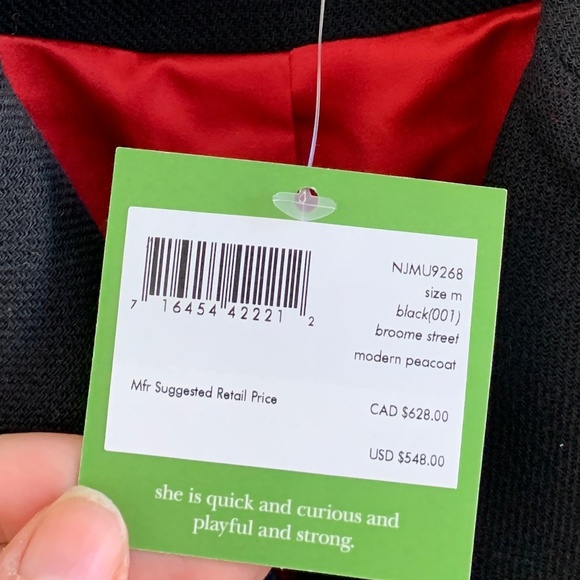 7 16454 42221 2
NJMU9268
size m
black(001)
broome street
modern peacoat
Mfr Suggested Retail Price
CAD $628.00
USD $548.00
she is quick and curious and
playful and strong.